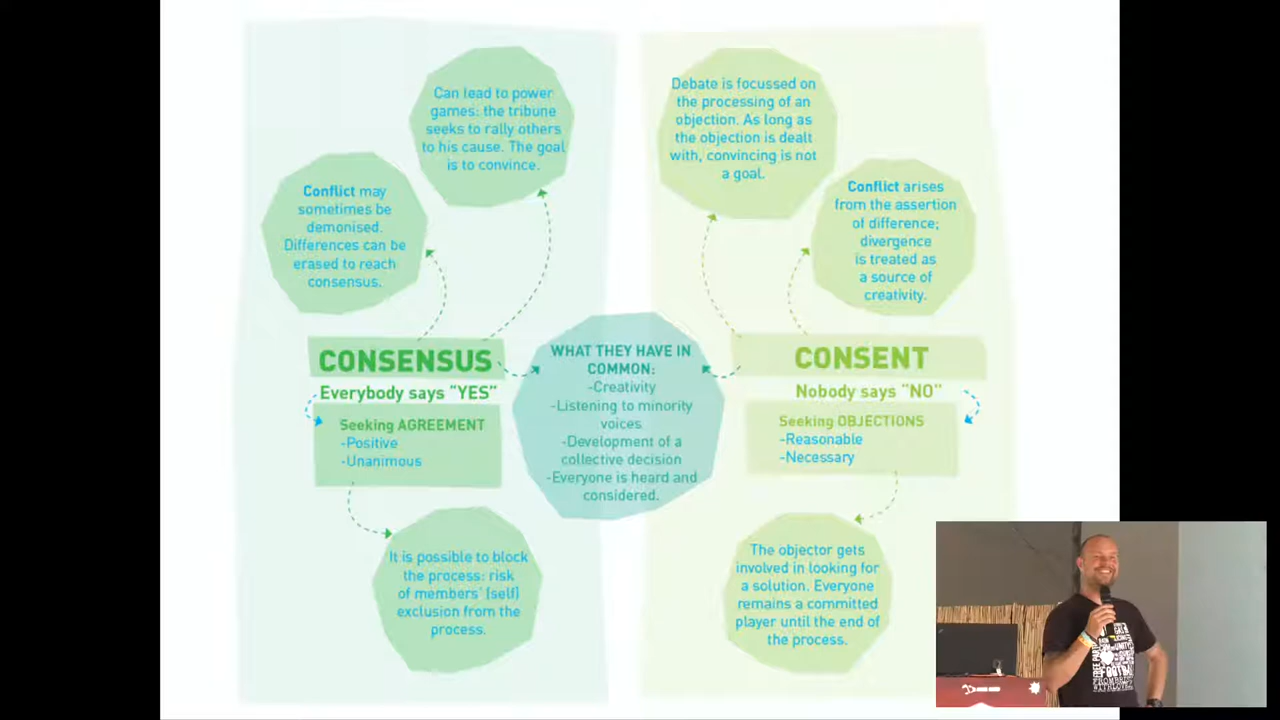 Can lead to power
games: the tribune
seeks to rally others
to his cause. The goal
is to convince.
Conflict may
sometimes be
demonised.
Differences can be
erased to reach
consensus.
CONSENSUS
Everybody says "YES"
Seeking AGREEMENT
-Positive
-Unanimous
It is possible to block
the process: risk
of members' (self)
exclusion from the
process.
WHAT THEY HAVE IN
COMMON:
-Creativity
-Listening to minority
voices
-Development of a
collective decision
-Everyone is heard and
considered.
Debate is focussed on
the processing of an
objection. As long as
the objection is dealt
with, convincing is not
a goal.
Conflict arises
from the assertion
of difference;
divergence
is treated as
a source of
creativity.
CONSENT
Nobody says "NO"
Seeking OBJECTIONS
-Reasonable
-Necessary
The objector gets
involved in looking for
a solution. Everyone
remains a committed
player until the end of
the process.